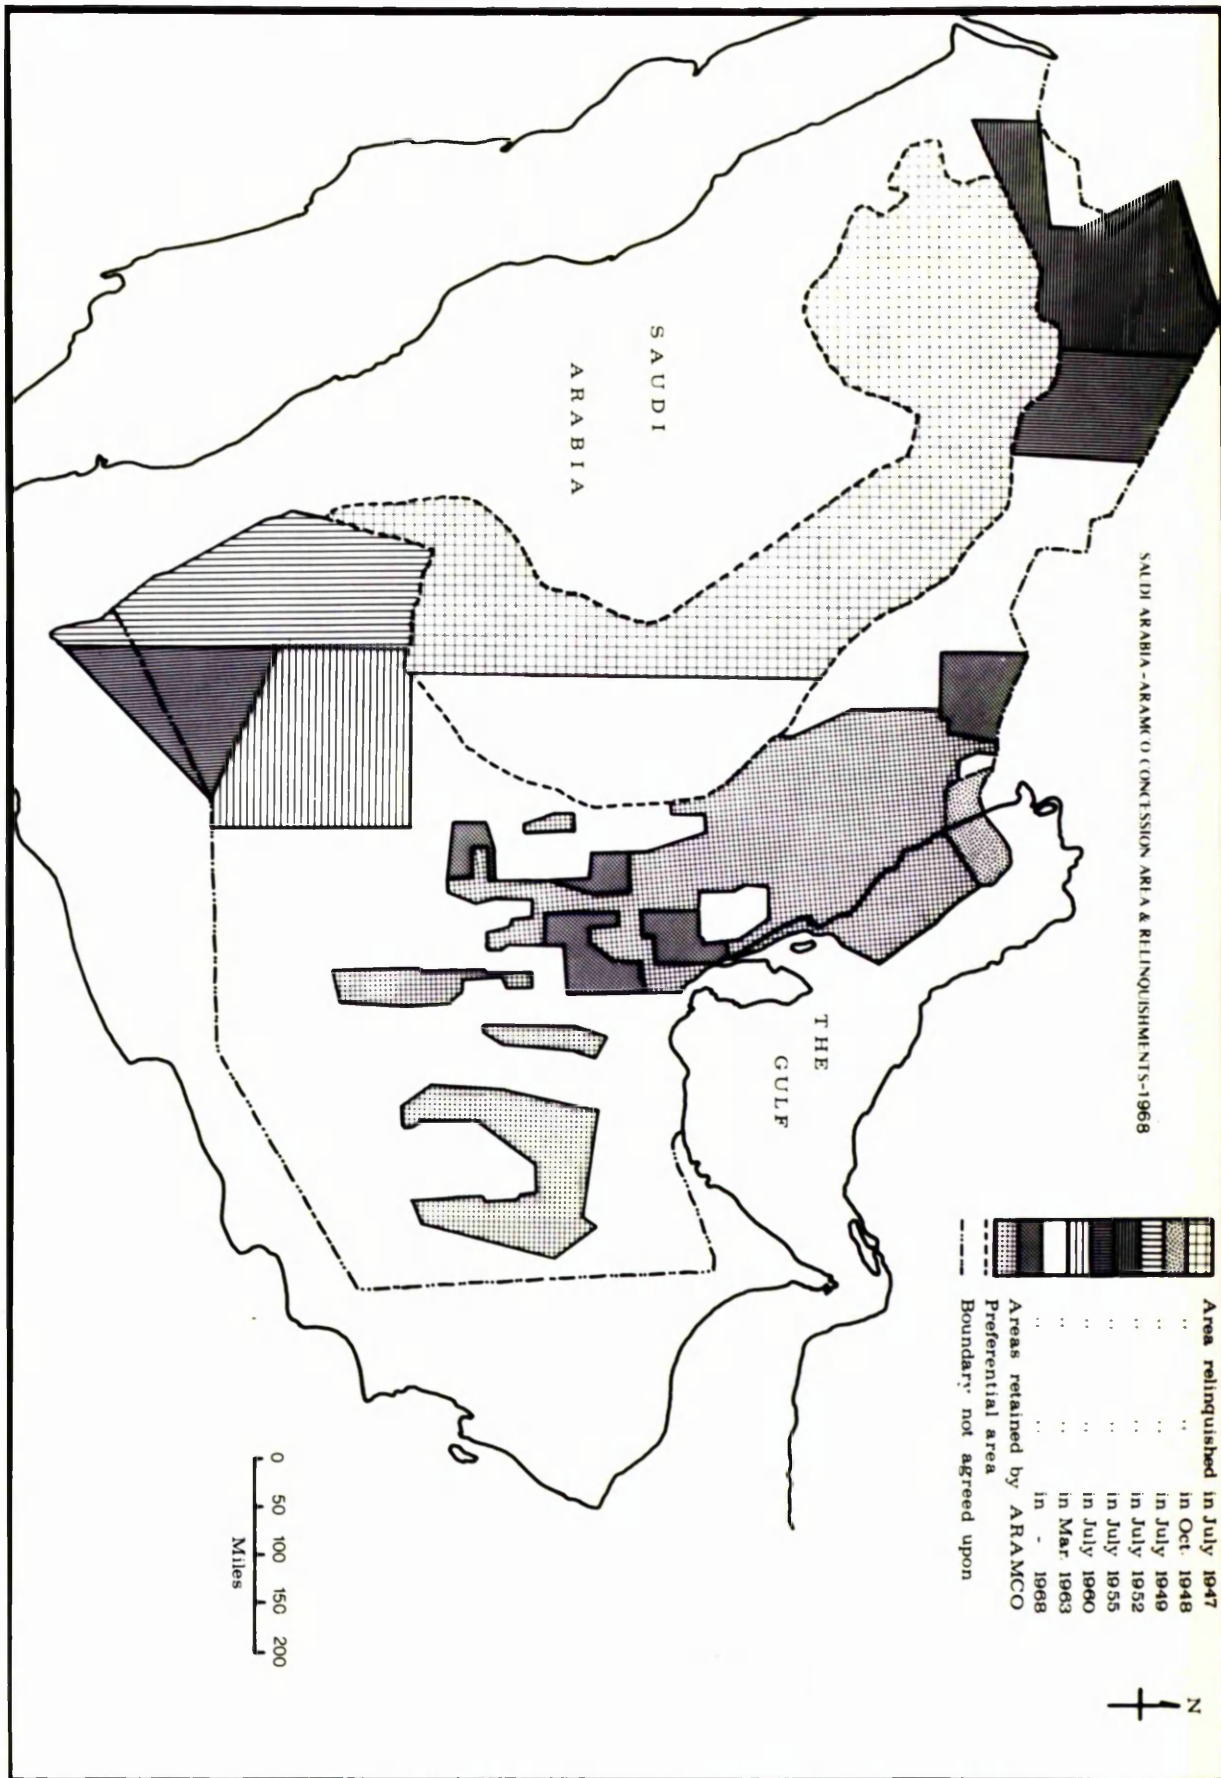 SAUDI ARABIA - ARAMCO CONCESSION AREA & RELINQUISHMENTS-1968
Area relinquished in July 1947
.. .. in Oct. 1948
.. .. in July 1949
.. .. in July 1952
.. .. in July 1955
.. .. in July 1960
.. .. in Mar. 1963
.. .. in - 1968
Areas retained by ARAMCO
Preferential area
Boundary not agreed upon
N
SAUDI
ARABIA
THE
GULF
0 50 100 150 200
Miles